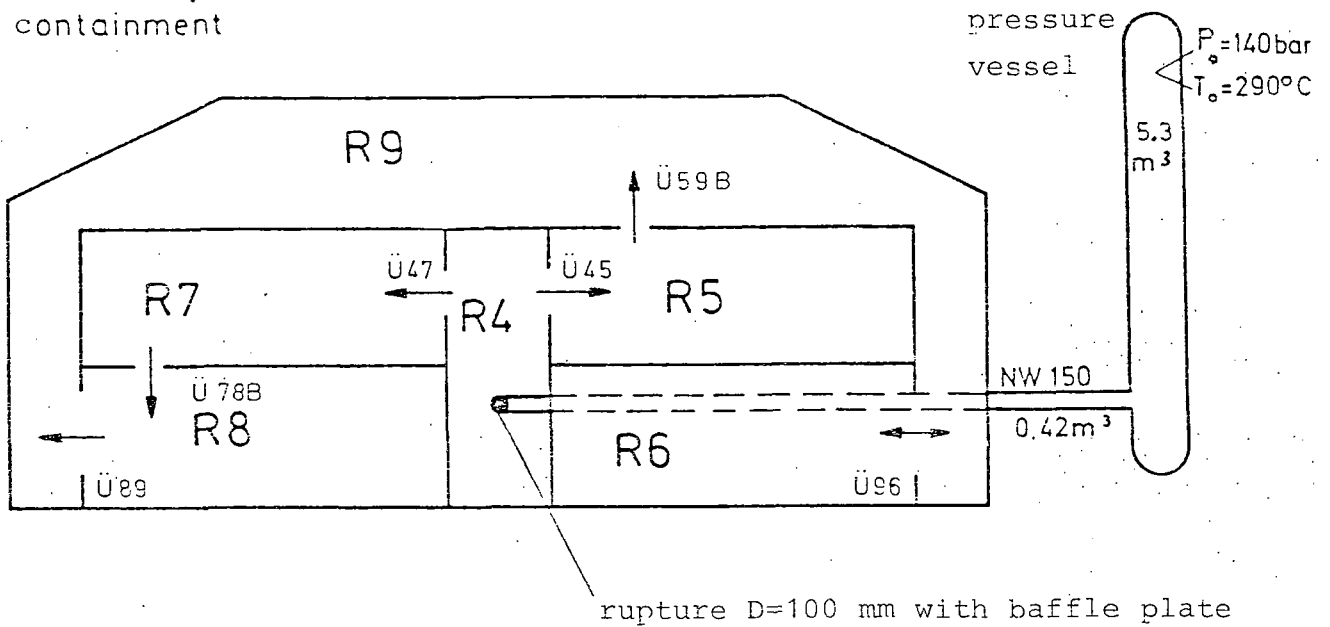 containment
pressure
vessel
P₀=140bar
T₀=290°C
5.3
m³
R9
Ü59B
Ü47
Ü45
R7
R4
R5
Ü78B
R8
NW 150
0.42m³
R6
Ü89
Ü96
rupture D=100 mm with baffle plate